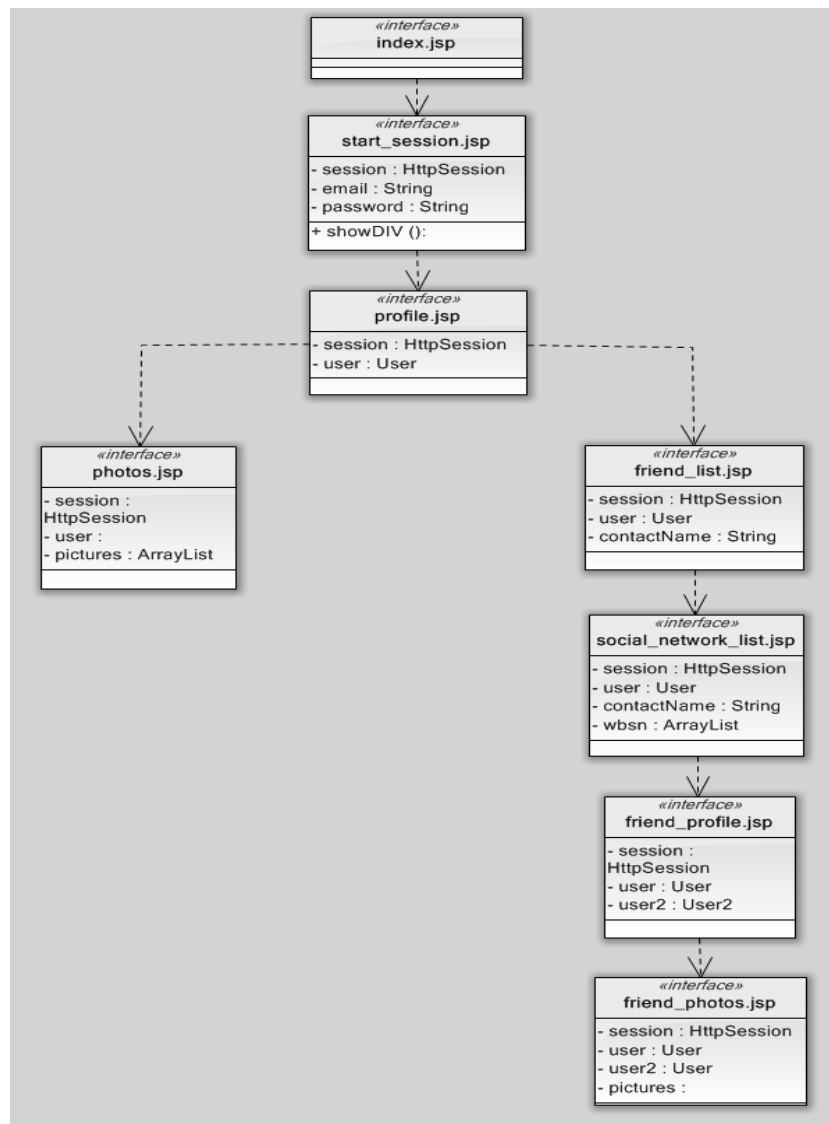 «interface»
index.jsp
«interface»
start_session.jsp
- session : HttpSession
- email : String
- password : String
+ showDIV ():
«interface»
profile.jsp
- session : HttpSession
- user : User
«interface»
photos.jsp
- session :
HttpSession
- user :
- pictures : ArrayList
«interface»
friend_list.jsp
- session : HttpSession
- user : User
- contactName : String
«interface»
social_network_list.jsp
- session : HttpSession
- user : User
- contactName : String
- wbsn : ArrayList
«interface»
friend_profile.jsp
- session :
HttpSession
- user : User
- user2 : User2
«interface»
friend_photos.jsp
- session : HttpSession
- user : User
- user2 : User
- pictures :